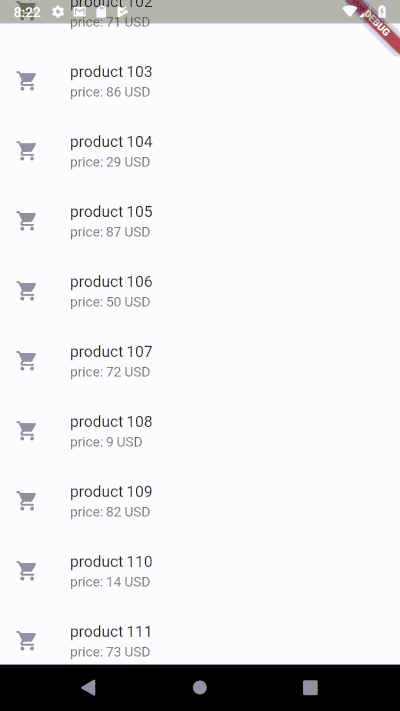 product 102
8:22
price: 71 USD
DEBUG
product 103
price: 86 USD
product 104
price: 29 USD
product 105
price: 87 USD
product 106
price: 50 USD
product 107
price: 72 USD
product 108
price: 9 USD
product 109
price: 82 USD
product 110
price: 14 USD
product 111
price: 73 USD